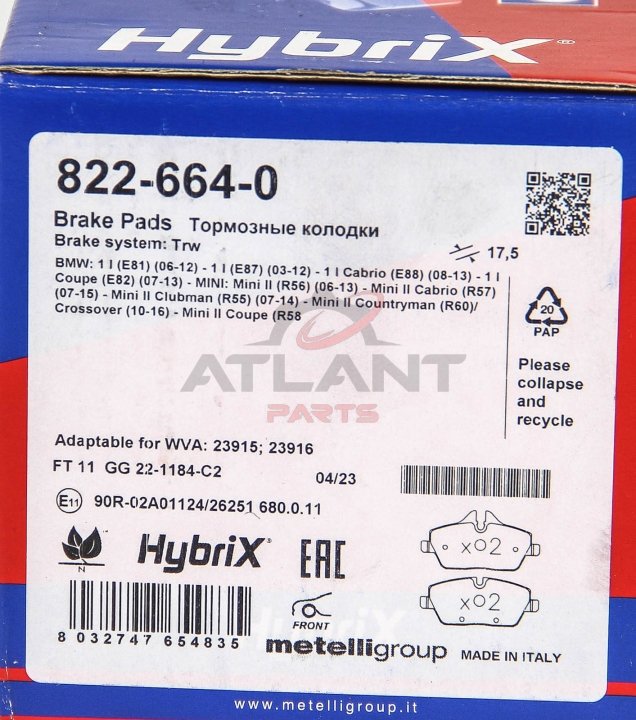 HybriX®
822-664-0
Brake Pads Тормозные колодки
Brake system: Trw
17,5
BMW: 1 I (E81) (06-12) - 1 I (E87) (03-12) - 1 I Cabrio (E88) (08-13) - 1 I
Coupe (E82) (07-13) - MINI: Mini II (R56) (06-13) - Mini II Cabrio (R57)
(07-15) - Mini II Clubman (R55) (07-14) - Mini II Countryman (R60)/
Crossover (10-16) - Mini II Coupe (R58
20
PAP
Please
collapse
and
recycle
ATLANT
PARTS
Adaptable for WVA: 23915; 23916
FT 11 GG 22-1184-C2
04/23
E11 90R-02A01124/26251 680.0.11
N
HybriX®
EAC
x 2
x 2
8 032747 654835
FRONT
metelligroup MADE IN ITALY
HybriX
www.metelligroup.it